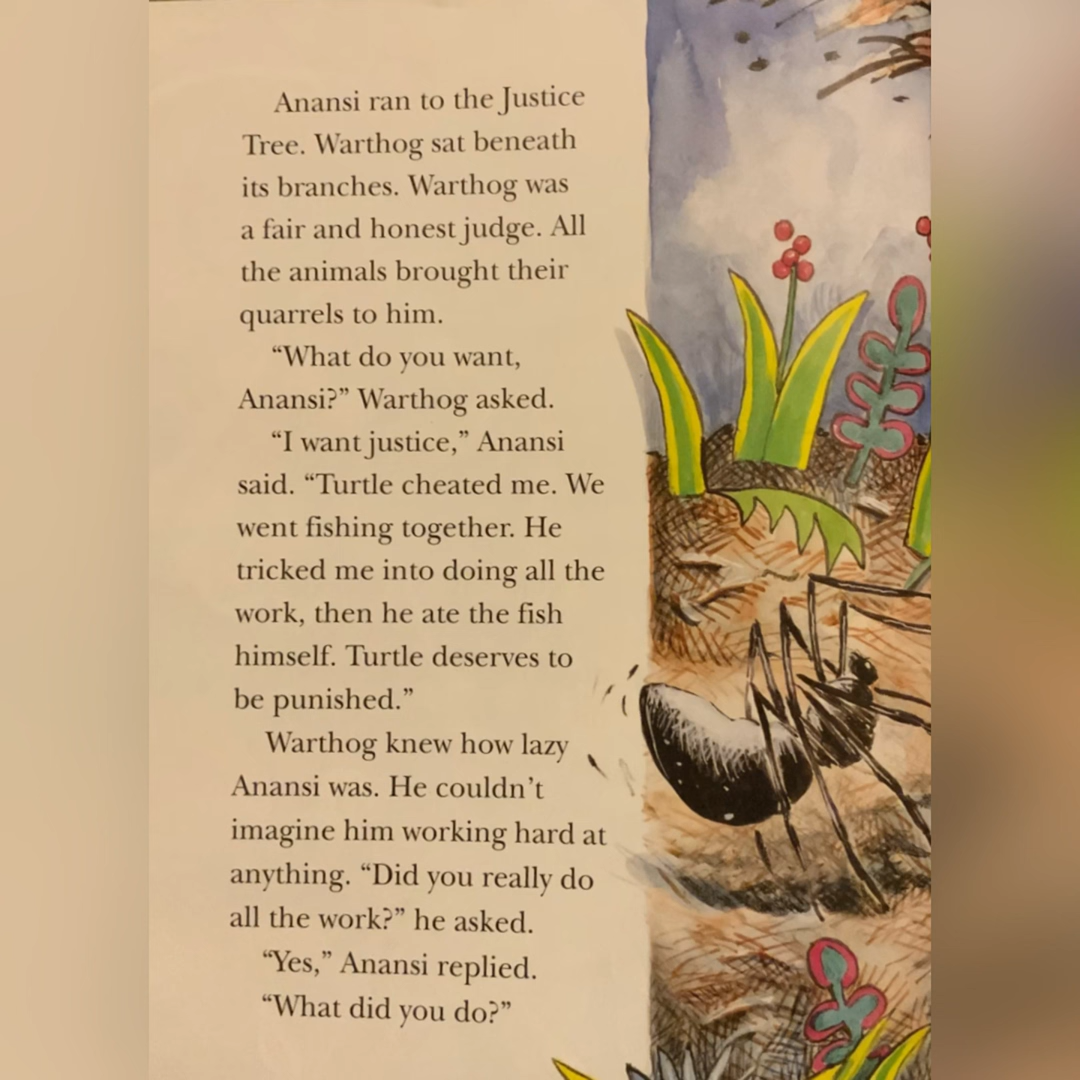 Anansi ran to the Justice
Tree. Warthog sat beneath
its branches. Warthog was
a fair and honest judge. All
the animals brought their
quarrels to him.
“What do you want,
Anansi?” Warthog asked.
“I want justice,” Anansi
said. “Turtle cheated me. We
went fishing together. He
tricked me into doing all the
work, then he ate the fish
himself. Turtle deserves to
be punished.”
Warthog knew how lazy
Anansi was. He couldn’t
imagine him working hard at
anything. “Did you really do
all the work?” he asked.
“Yes,” Anansi replied.
“What did you do?”